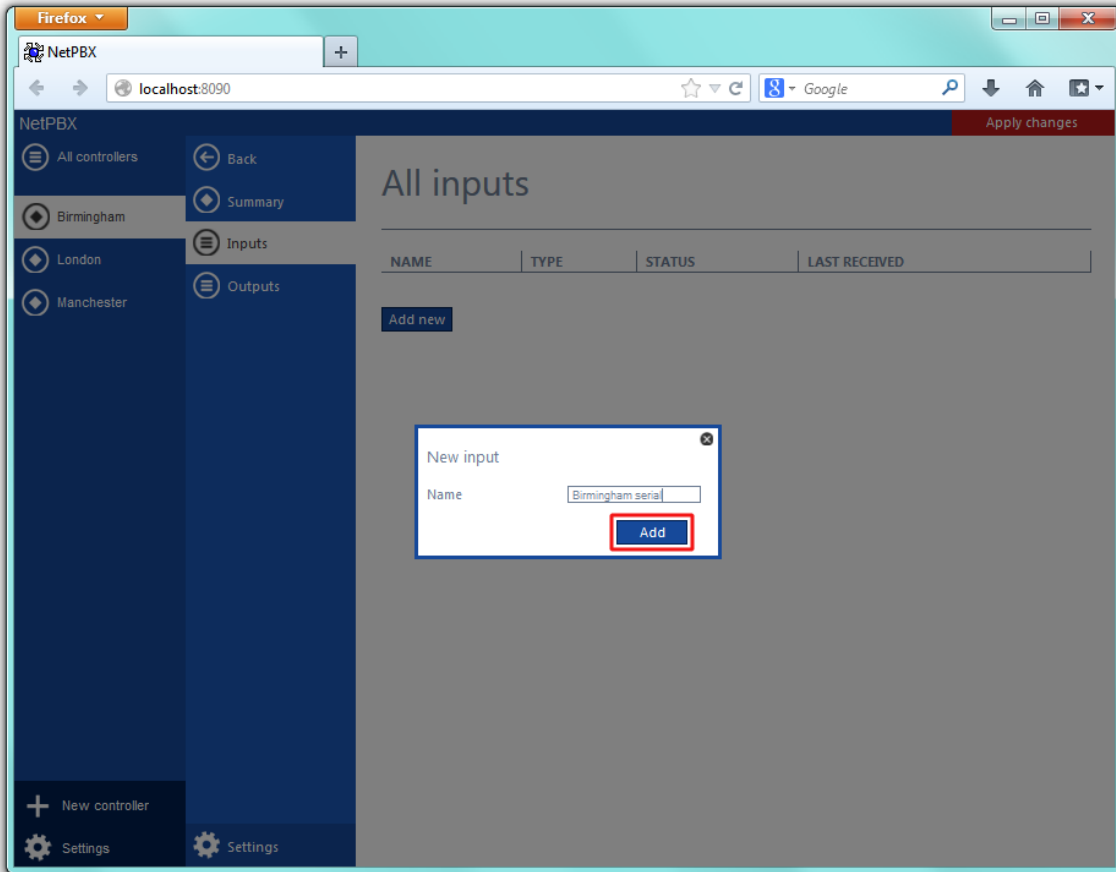 Firefox
NetPBX
localhost:8090
8
Google
NetPBX
Apply changes
All controllers
Birmingham
London
Manchester
New controller
Settings
Back
Summary
Inputs
Outputs
Settings
All inputs
NAME TYPE STATUS LAST RECEIVED
Add new
New input
Name Birmingham serial
Add